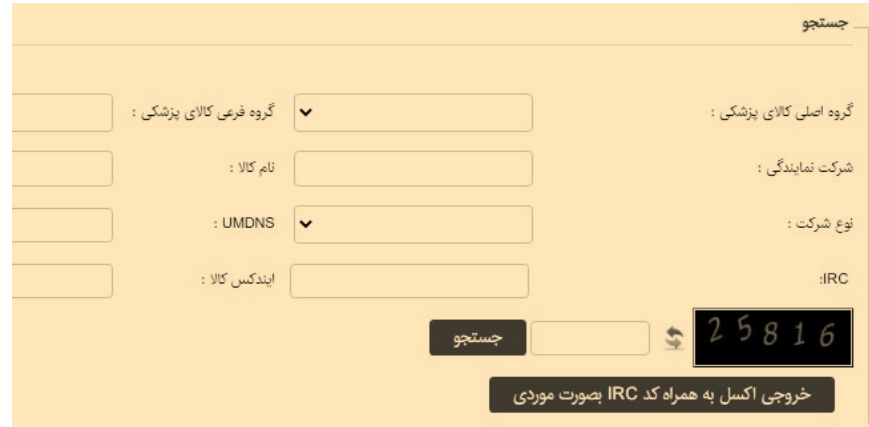 جستجو
گروه اصلی کالای پزشکی : گروه فرعی کالای پزشکی :
شرکت نمایندگی : نام کالا :
نوع شرکت : UMDNS :
IRC: ایندکس کالا :
25816 جستجو
خروجی اکسل به همراه کد IRC بصورت موردی